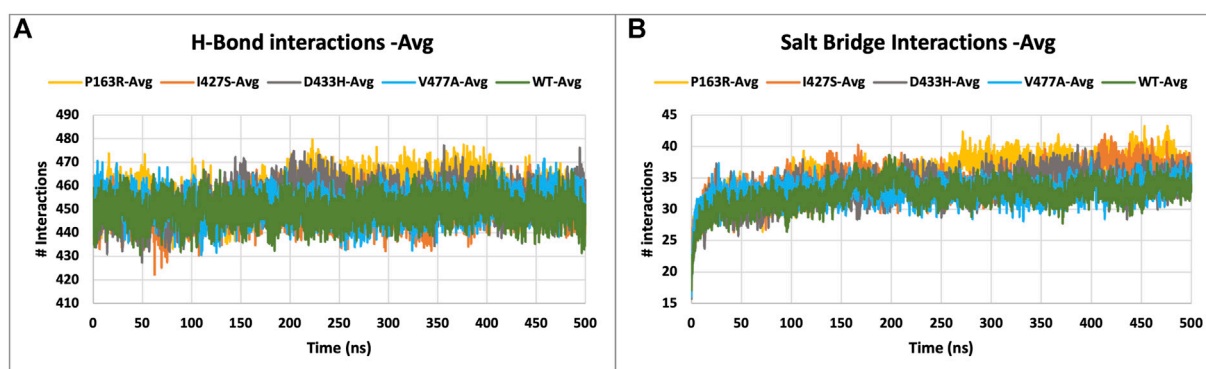 A
H-Bond interactions -Avg
P163R-Avg I427S-Avg D433H-Avg V477A-Avg WT-Avg
490
480
470
460
450
440
430
420
410
# Interactions
0 50 100 150 200 250 300 350 400 450 500
Time (ns)
B
Salt Bridge Interactions -Avg
P163R-Avg I427S-Avg D433H-Avg V477A-Avg WT-Avg
45
40
35
30
25
20
15
# interactions
0 50 100 150 200 250 300 350 400 450 500
Time (ns)